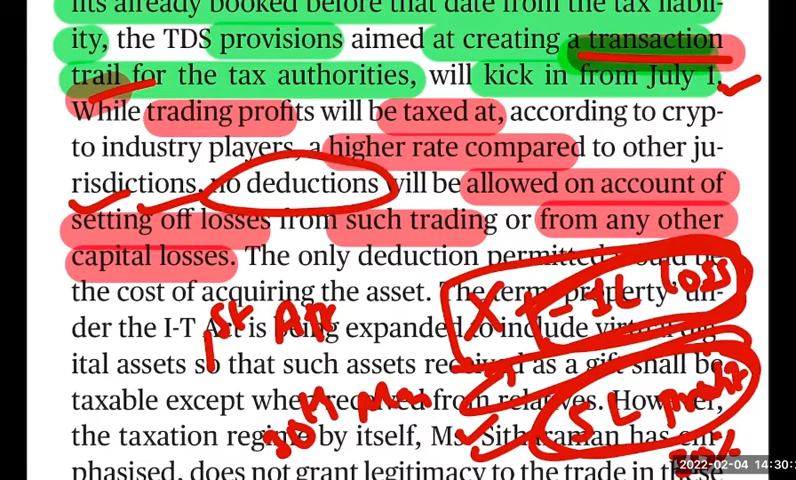 fits already booked before that date from the tax liabil-
ity, the TDS provisions aimed at creating a transaction
trail for the tax authorities, will kick in from July 1.
While trading profits will be taxed at, according to cryp-
to industry players, a higher rate compared to other ju-
risdictions, no deductions will be allowed on account of
setting off losses from such trading or from any other
capital losses. The only deduction permitted would be
the cost of acquiring the asset. The term 'property' un-
der the I-T Act is being expanded to include virtual dig-
ital assets so that such assets received as a gift shall be
taxable except when received from relatives. However,
the taxation regime by itself, Ms. Sitharaman has em-
phasised, does not grant legitimacy to the trade in these
X - 1L loss
1st Apr
5L Profit
30%
2022-02-04 14:30: